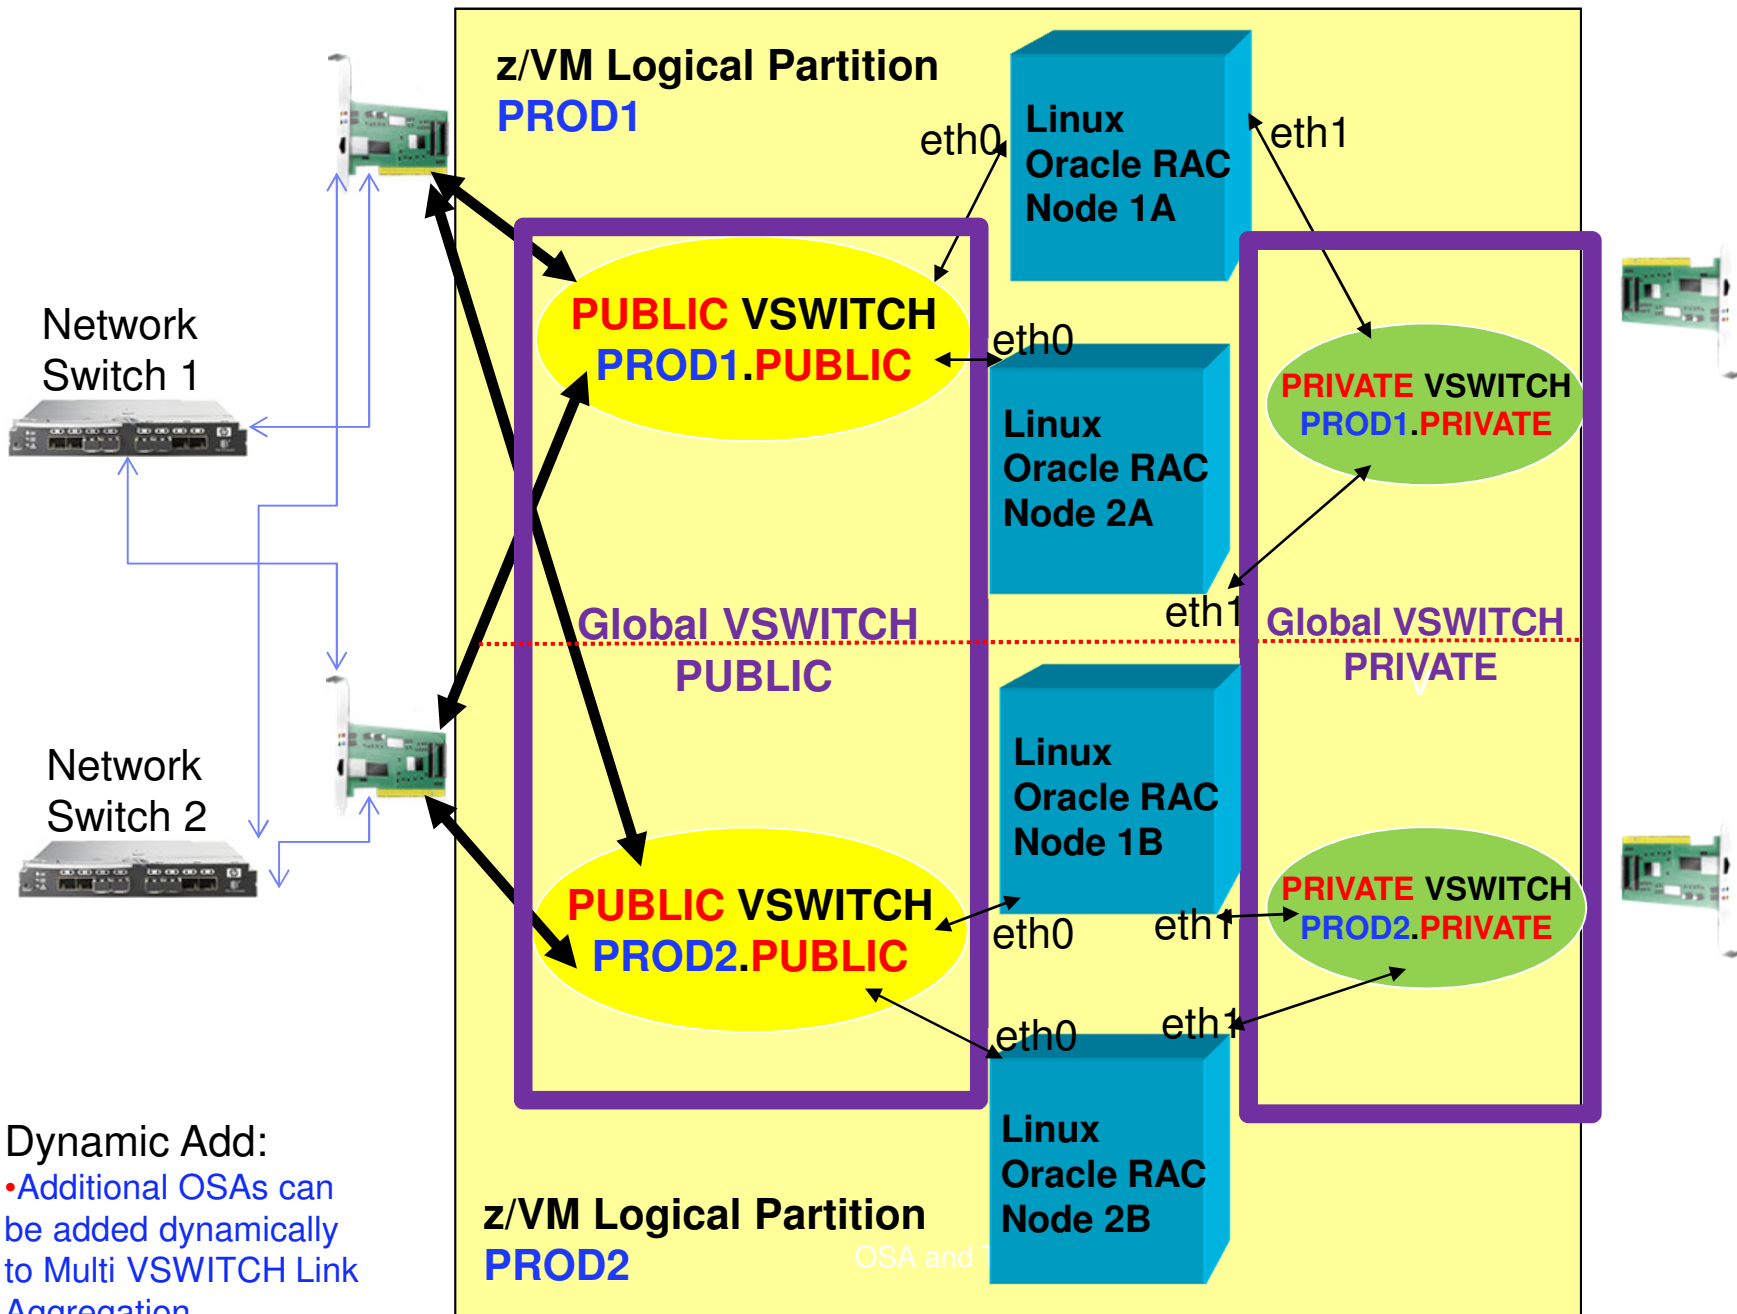 z/VM Logical Partition
PROD1
Linux
Oracle RAC
Node 1A
eth0
eth1
Network
Switch 1
PUBLIC VSWITCH
PROD1.PUBLIC
eth0
Linux
Oracle RAC
Node 2A
eth1
PRIVATE VSWITCH
PROD1.PRIVATE
Global VSWITCH
PUBLIC
Global VSWITCH
PRIVATE
Network
Switch 2
Linux
Oracle RAC
Node 1B
PUBLIC VSWITCH
PROD2.PUBLIC
eth0
eth1
PRIVATE VSWITCH
PROD2.PRIVATE
eth0
eth1
Linux
Oracle RAC
Node 2B
z/VM Logical Partition
PROD2
OSA and
Dynamic Add:
•Additional OSAs can
be added dynamically
to Multi VSWITCH Link
Aggregation